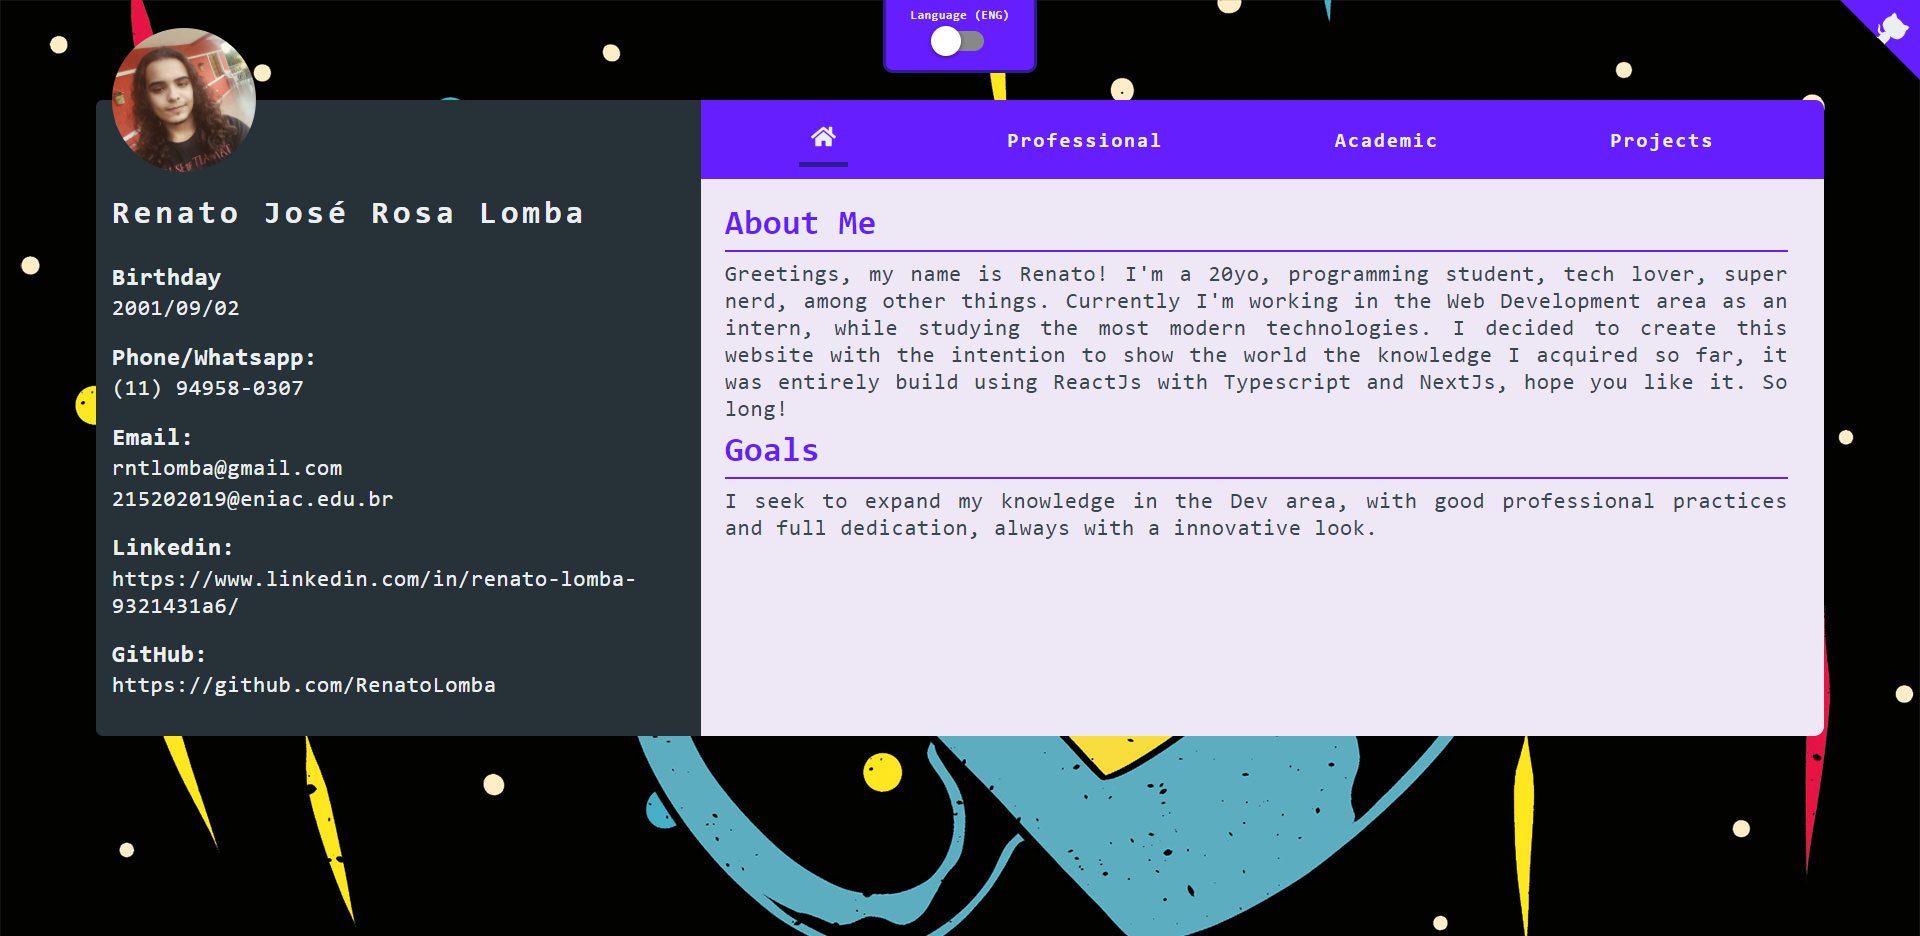 Language (ENG)
Renato José Rosa Lomba
Birthday
2001/09/02
Phone/Whatsapp:
(11) 94958-0307
Email:
rntlomba@gmail.com
215202019@eniac.edu.br
Linkedin:
https://www.linkedin.com/in/renato-lomba-
9321431a6/
GitHub:
https://github.com/RenatoLomba
Professional
Academic
Projects
About Me
Greetings, my name is Renato! I'm a 20yo, programming student, tech lover, super
nerd, among other things. Currently I'm working in the Web Development area as an
intern, while studying the most modern technologies. I decided to create this
website with the intention to show the world the knowledge I acquired so far, it
was entirely build using ReactJs with Typescript and NextJs, hope you like it. So
long!
Goals
I seek to expand my knowledge in the Dev area, with good professional practices
and full dedication, always with a innovative look.